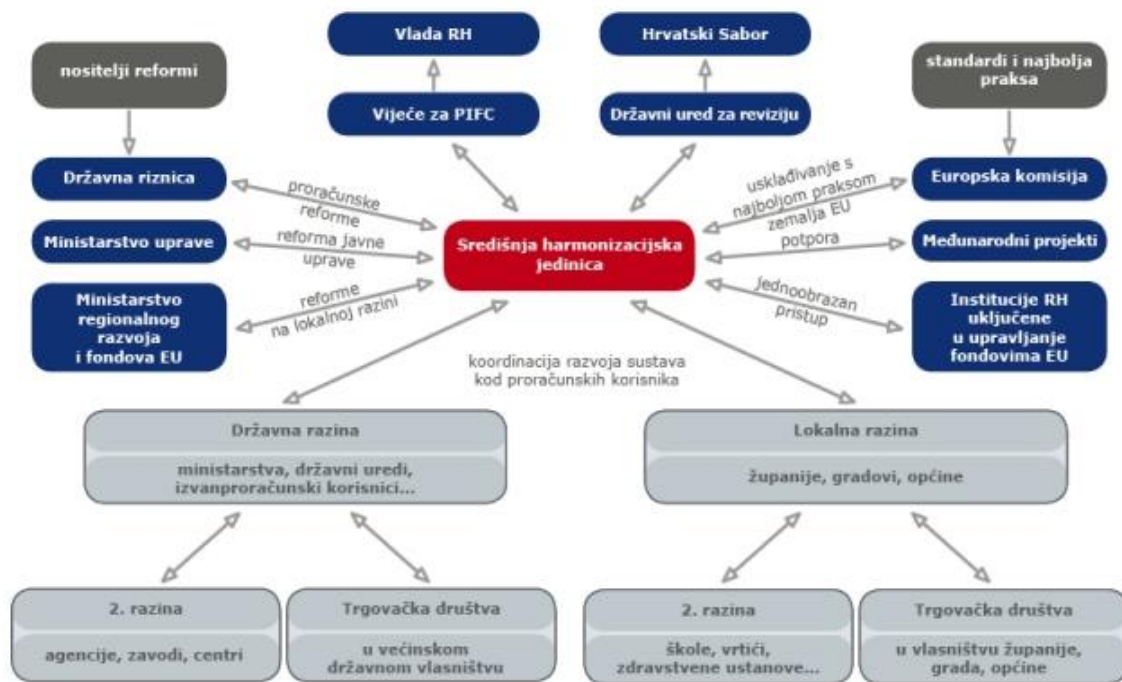 Vlada RH
Hrvatski Sabor
nositelji reformi
standardi i najbolja
praksa
Vijeće za PIFC
Državni ured za reviziju
Državna riznica
proračunske
reforme
usklađivanje s
najboljom praksom
zemalja EU
Europska komisija
Ministarstvo uprave
reforma javne
uprave
Središnja harmonizacijska
jedinica
potpora
Međunarodni projekti
Ministarstvo
regionalnog
razvoja
i fondova EU
reforme
na lokalnoj razini
jednoobrazan
pristup
Institucije RH
uključene
u upravljanje
fondovima EU
koordinacija razvoja sustava
kod proračunskih korisnika
Državna razina
ministarstva, državni uredi,
izvanproračunski korisnici...
Lokalna razina
županije, gradovi, općine
2. razina
agencije, zavodi, centri
Trgovačka društva
u većinskom
državnom vlasništvu
2. razina
škole, vrtići,
zdravstvene ustanove...
Trgovačka društva
u vlasništvu županije,
grada, općine